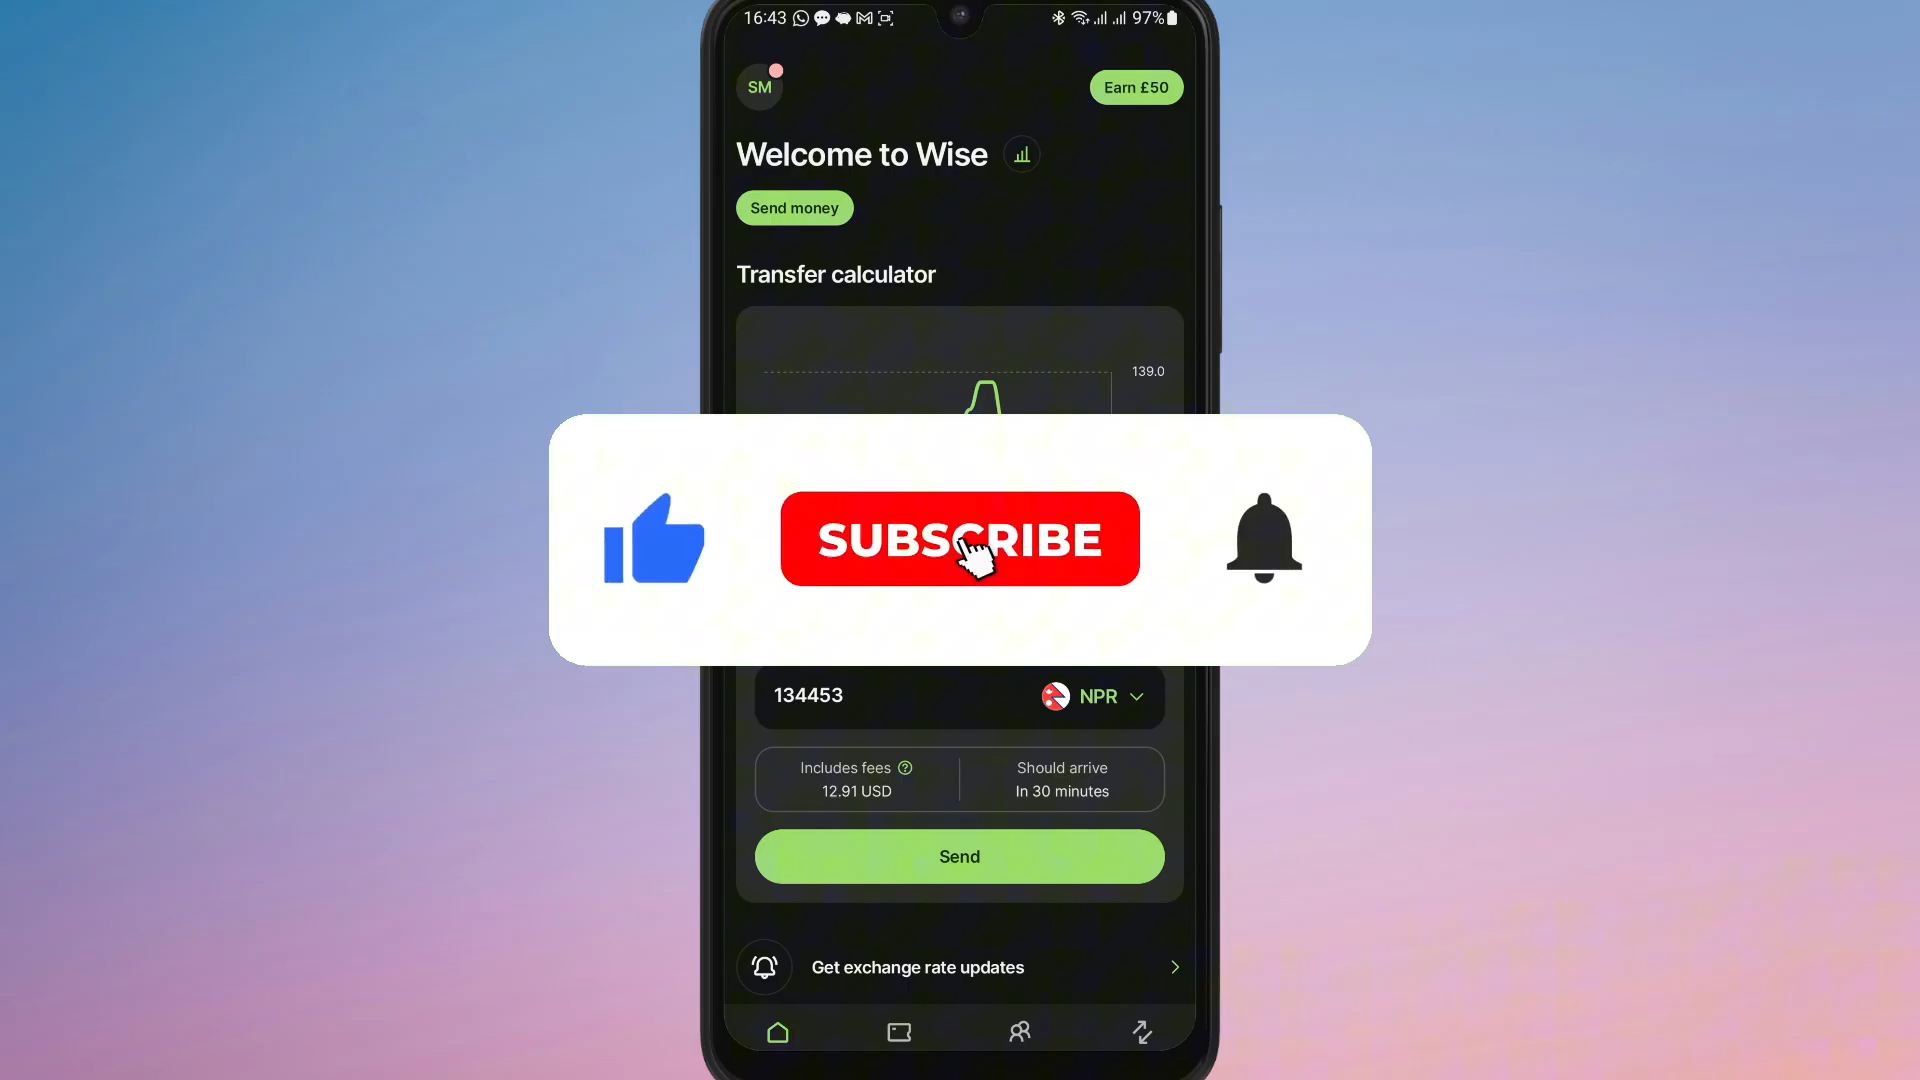 16:43
97%
SM
Earn £50
Welcome to Wise
Send money
Transfer calculator
139.0
SUBSCRIBE
134453
NPR
Includes fees
Should arrive
12.91 USD
In 30 minutes
Send
Get exchange rate updates